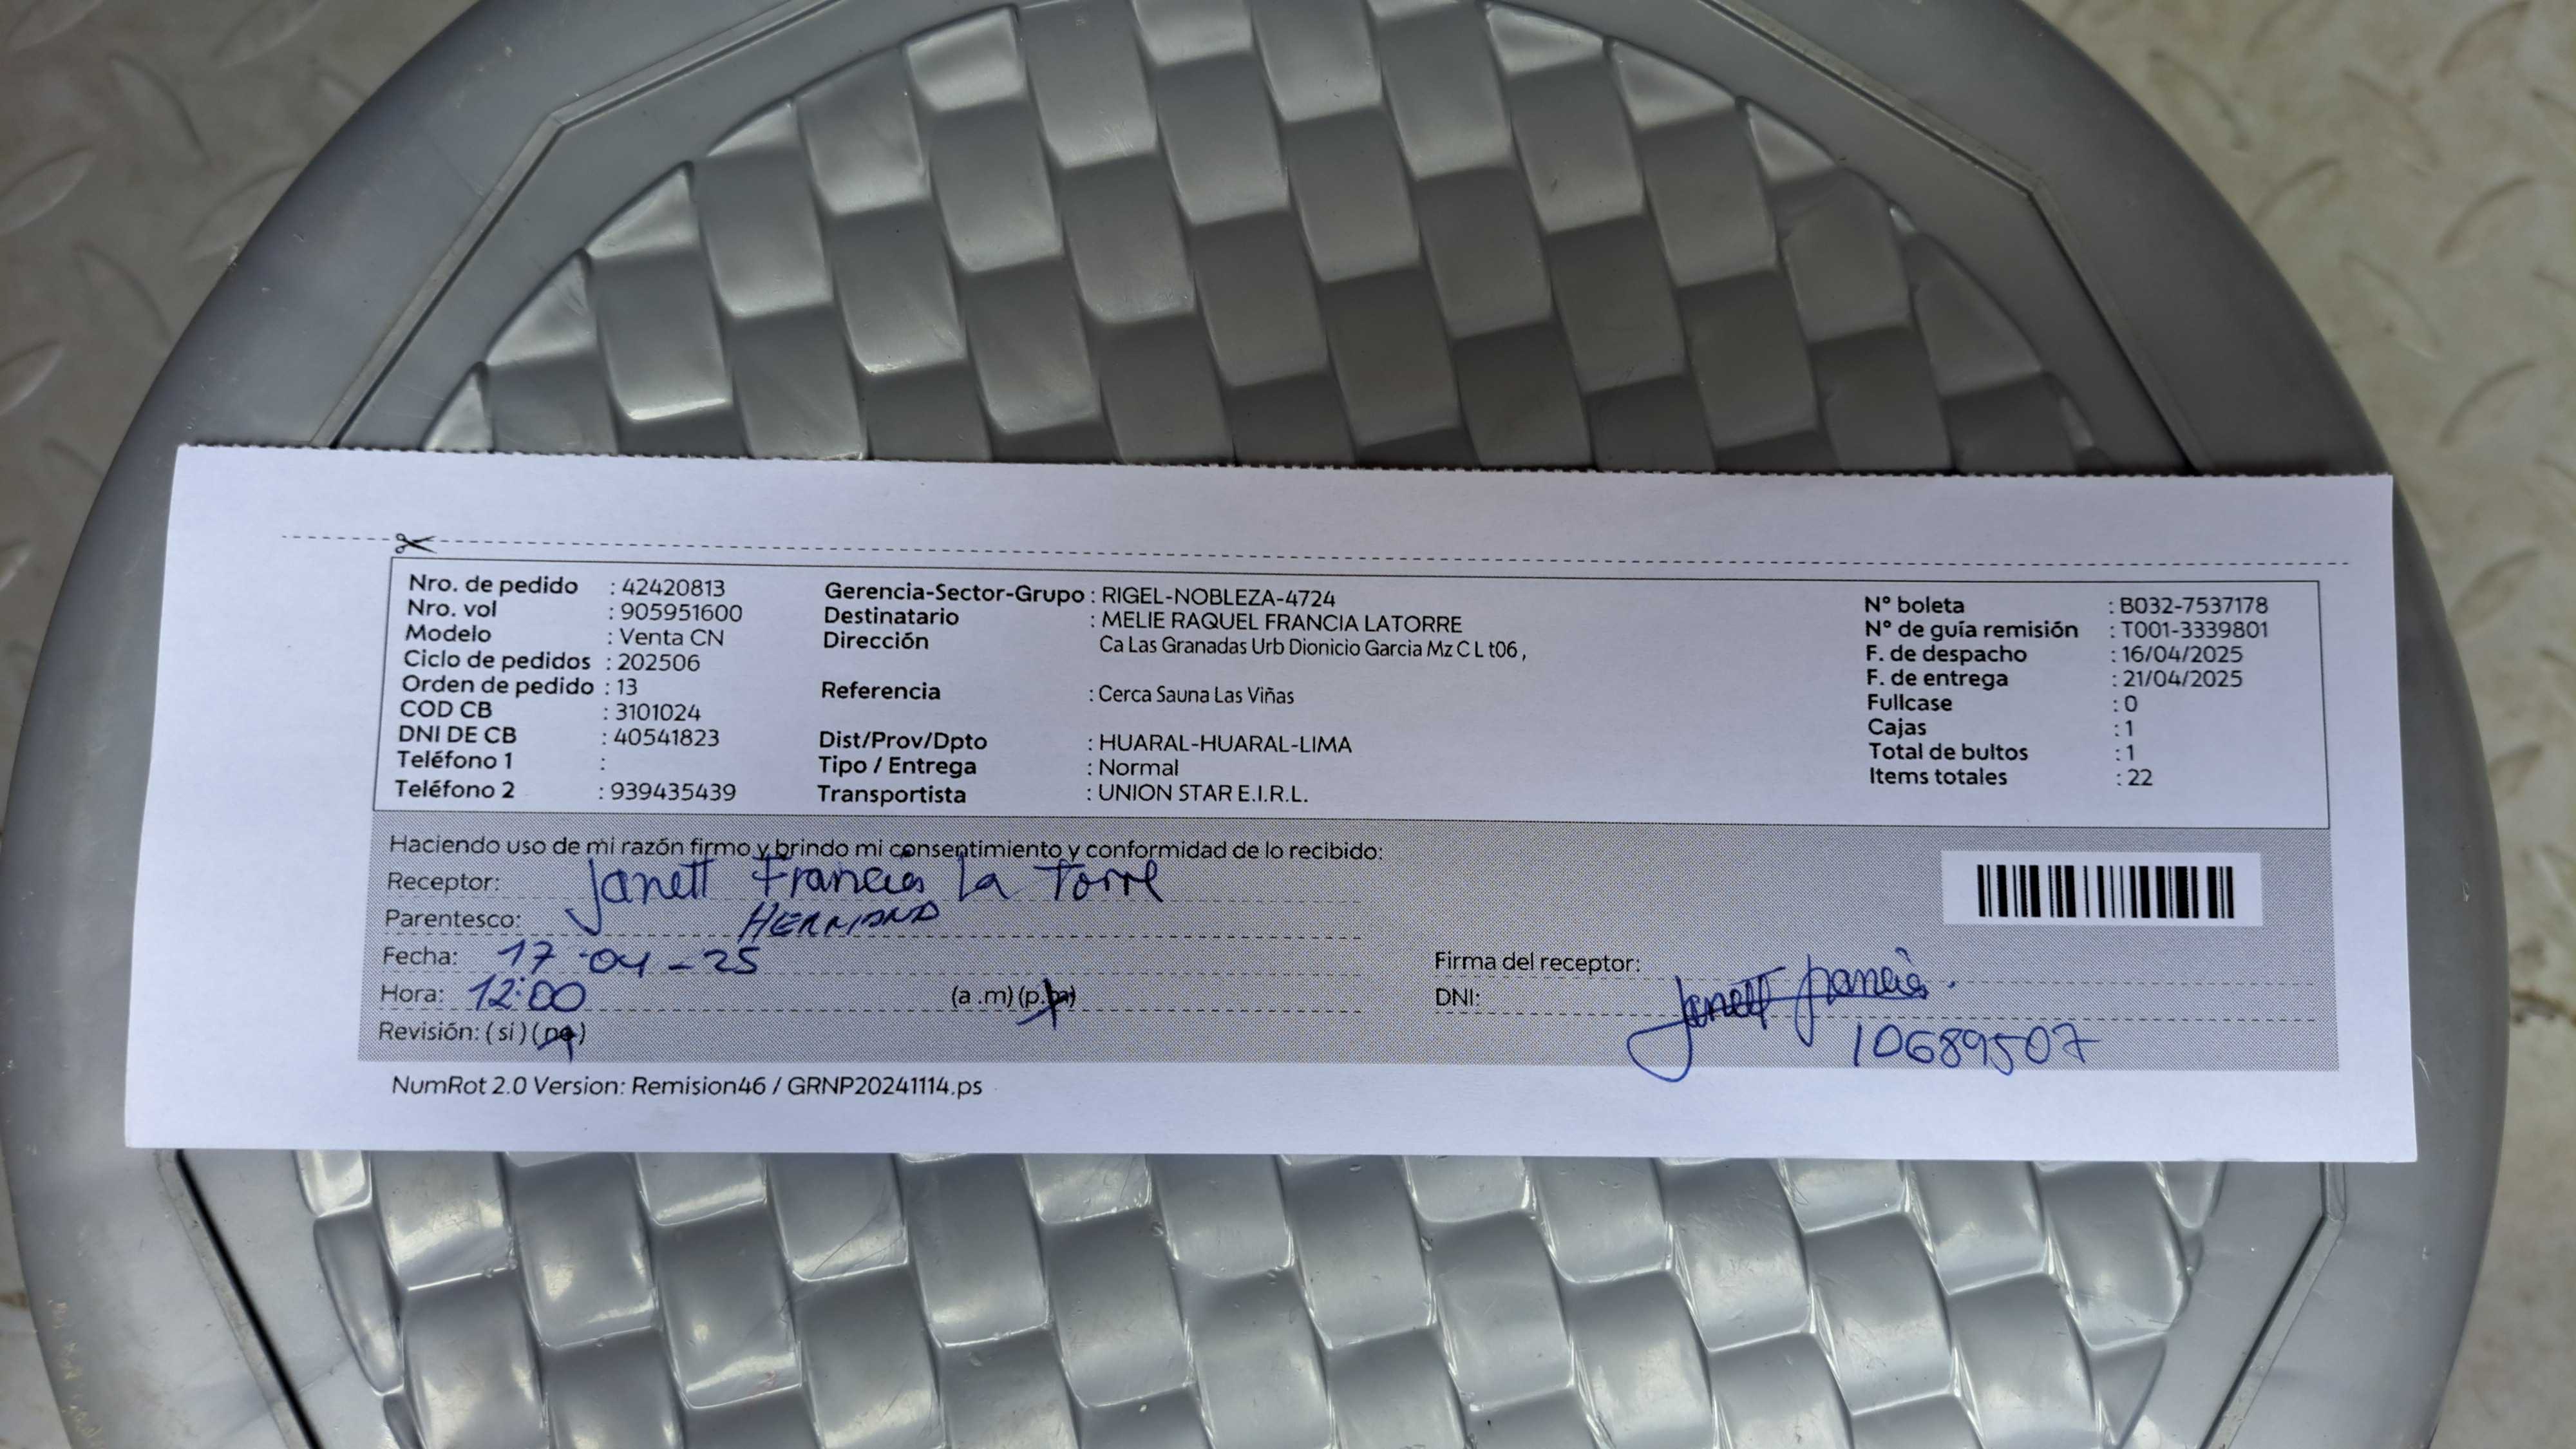 Nro. de pedido : 42420813
Nro. vol : 905951600
Modelo : Venta CN
Ciclo de pedidos : 202506
Orden de pedido : 13
COD CB : 3101024
DNI DE CB : 40541823
Teléfono 1 :
Teléfono 2 : 939435439
Gerencia-Sector-Grupo : RIGEL-NOBLEZA-4724
Destinatario : MELIE RAQUEL FRANCIA LATORRE
Dirección Ca Las Granadas Urb Dionicio Garcia Mz C L t06 ,
Referencia : Cerca Sauna Las Viñas
Dist/Prov/Dpto : HUARAL-HUARAL-LIMA
Tipo / Entrega : Normal
Transportista : UNION STAR E.I.R.L.
N° boleta : B032-7537178
N° de guía remisión : T001-3339801
F. de despacho : 16/04/2025
F. de entrega : 21/04/2025
Fullcase : 0
Cajas : 1
Total de bultos : 1
Items totales : 22
Haciendo uso de mi razón firmo y brindo mi consentimiento y conformidad de lo recibido:
Receptor: Janett Francia La Torre
Parentesco: HERMANA
Fecha: 17-04-25
Hora: 12:00 (a .m) (p.m)
Revisión: ( si ) ( no )
Firma del receptor: Janett Francia.
DNI: 10689507
NumRot 2.0 Version: Remision46 / GRNP20241114.ps